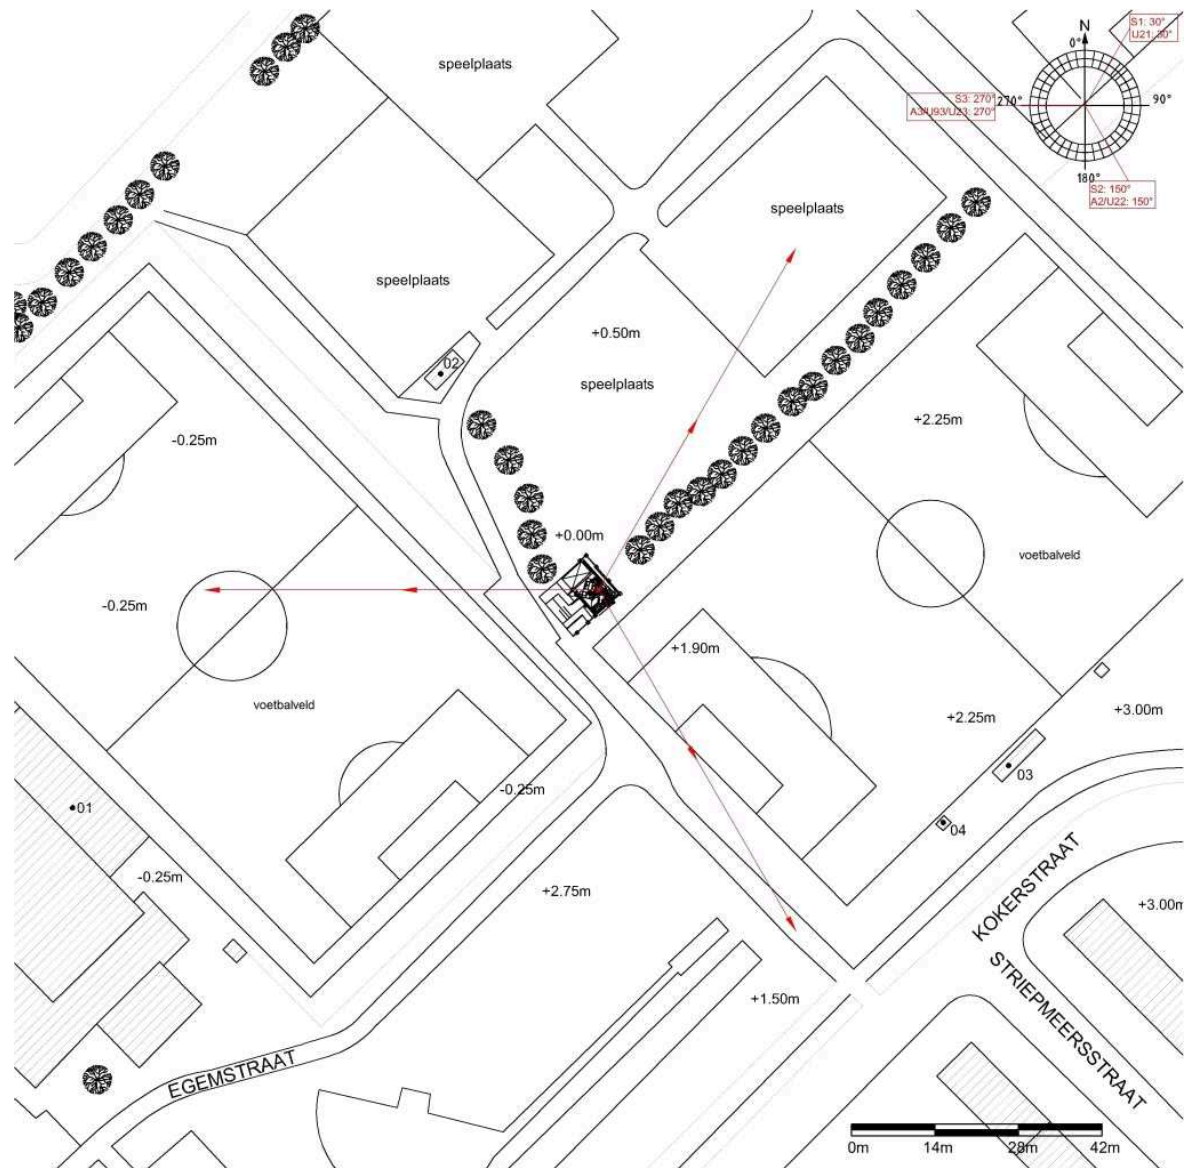 N
S1: 30°
U21: 30°
0°
speelplaats
S3: 270°
A3/U93/U23: 270°
270°
90°
180°
S2: 150°
A2/U22: 150°
speelplaats
speelplaats
+0.50m
02
speelplaats
-0.25m
+2.25m
+0.00m
voetbalveld
-0.25m
+1.90m
voetbalveld
+2.25m
+3.00m
03
-0.25m
01
04
-0.25m
+2.75m
KOKERSTRAAT
+3.00m
STRIEPMEERSSTRAAT
+1.50m
EGEMSTRAAT
0m 14m 28m 42m